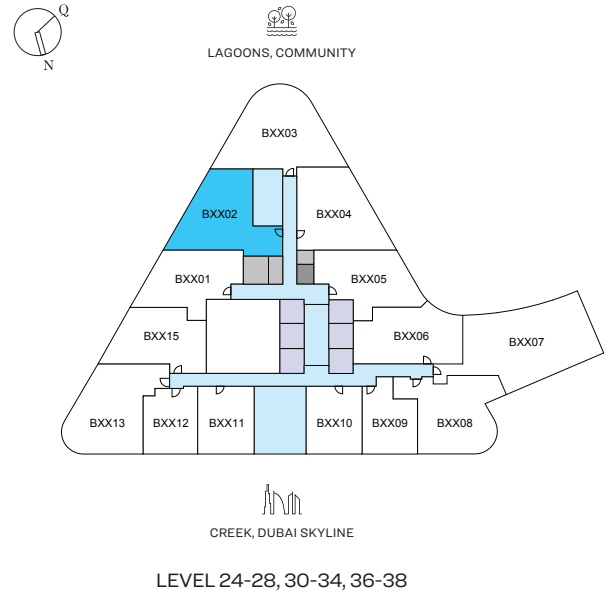 Q
N
LAGOONS, COMMUNITY
BXX03
BXX02
BXX04
BXX01
BXX05
BXX15
BXX06
BXX07
BXX13
BXX12
BXX11
BXX10
BXX09
BXX08
CREEK, DUBAI SKYLINE
LEVEL 24-28, 30-34, 36-38